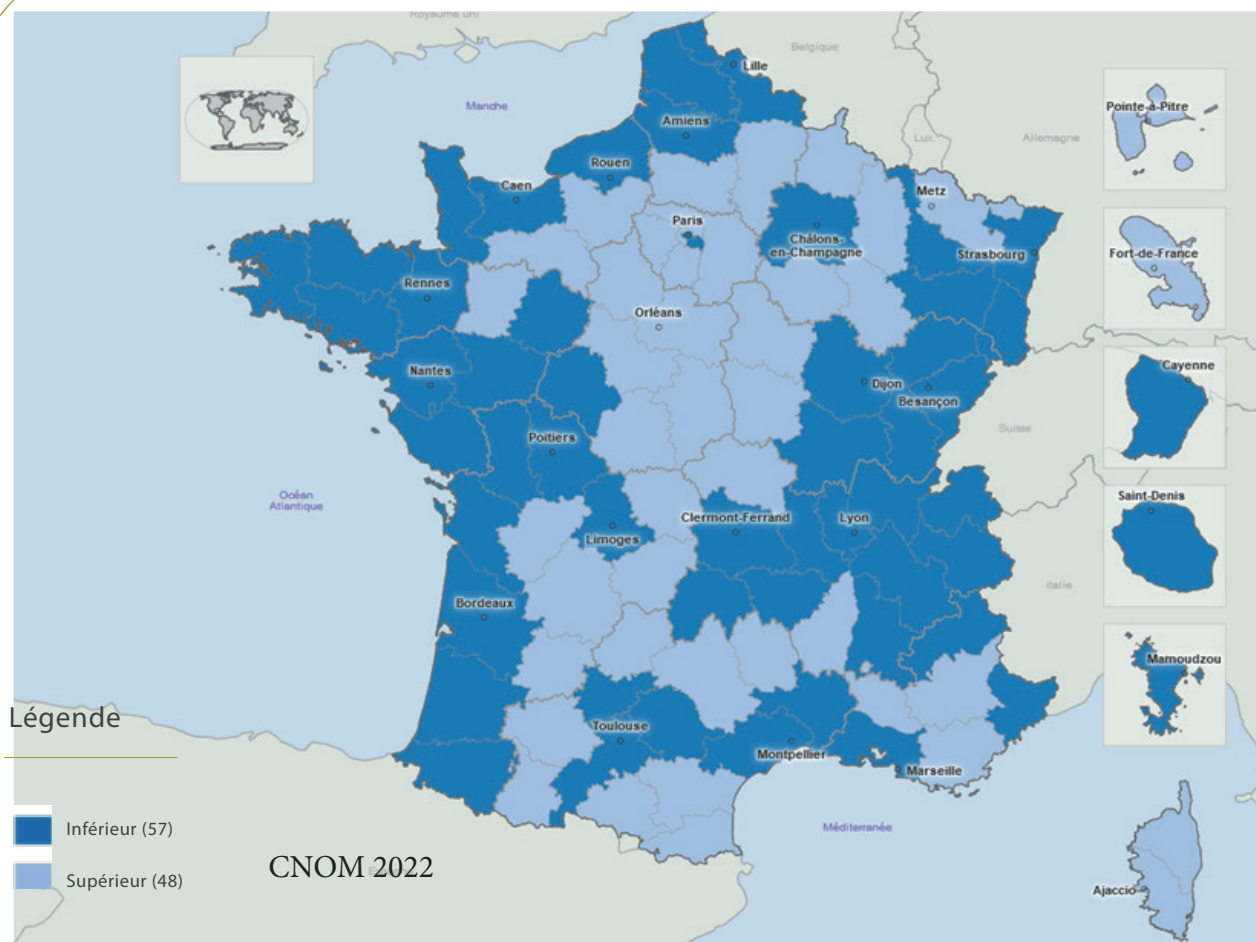 Royaume uni
Belgique
Lille
Manche
Pointe-à-Pitre
Amiens
Lux.
Allemagne
Rouen
Metz
Caen
Paris
Châlons-
en-Champagne
Strasbourg
Fort-de-France
Rennes
Orléans
Cayenne
Nantes
Dijon
Besançon
Suisse
Poitiers
Océan
Atlantique
Saint-Denis
Clermont-Ferrand
Lyon
Limoges
Italie
Bordeaux
Mamoudzou
Légende
Toulouse
Montpellier
Marseille
Inférieur (57)
Méditerranée
CNOM 2022
Supérieur (48)
Ajaccio